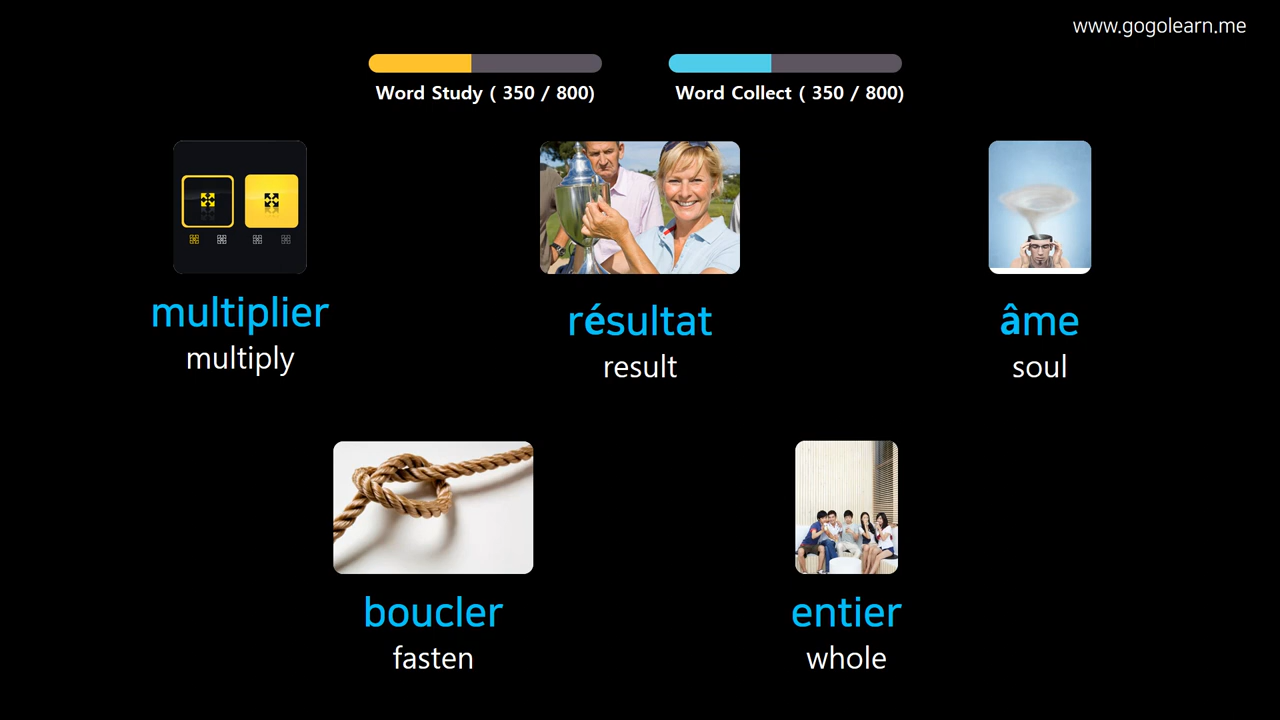 www.gogolearn.me
Word Study ( 350 / 800)
Word Collect ( 350 / 800)
multiplier
multiply
résultat
result
âme
soul
boucler
fasten
entier
whole